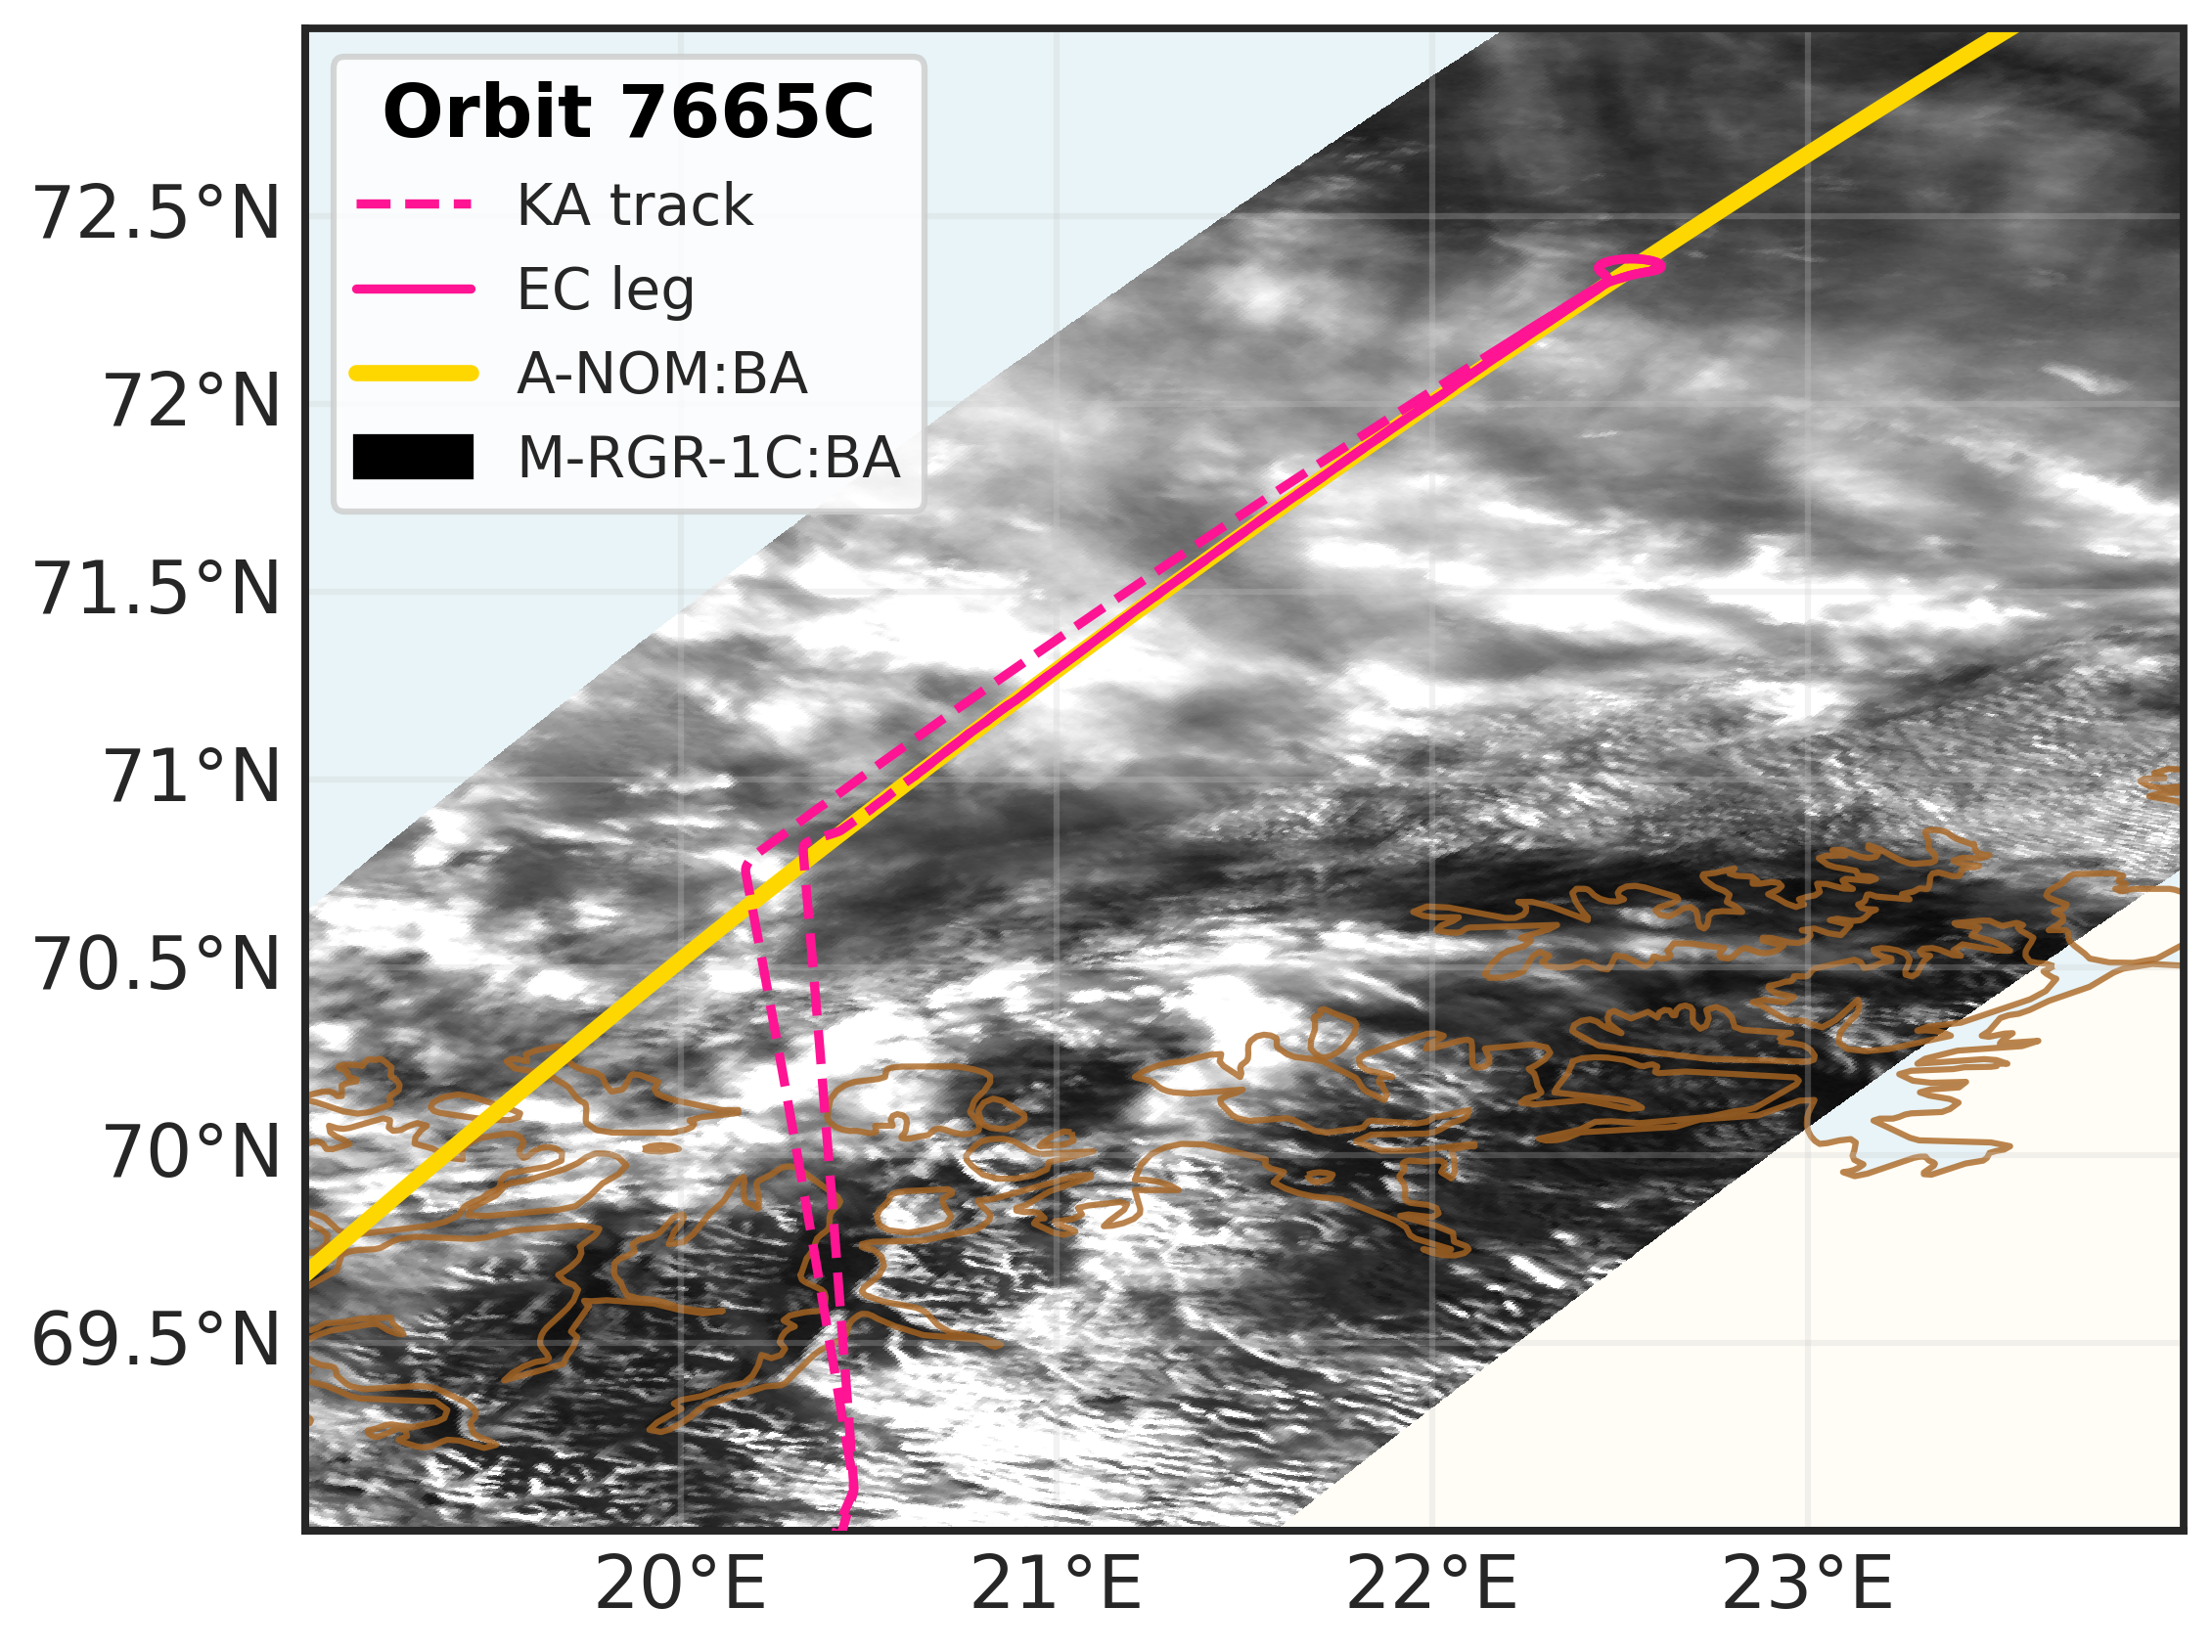 Orbit 7665C
KA track
EC leg
A-NOM:BA
M-RGR-1C:BA
72.5°N
72°N
71.5°N
71°N
70.5°N
70°N
69.5°N
20°E
21°E
22°E
23°E